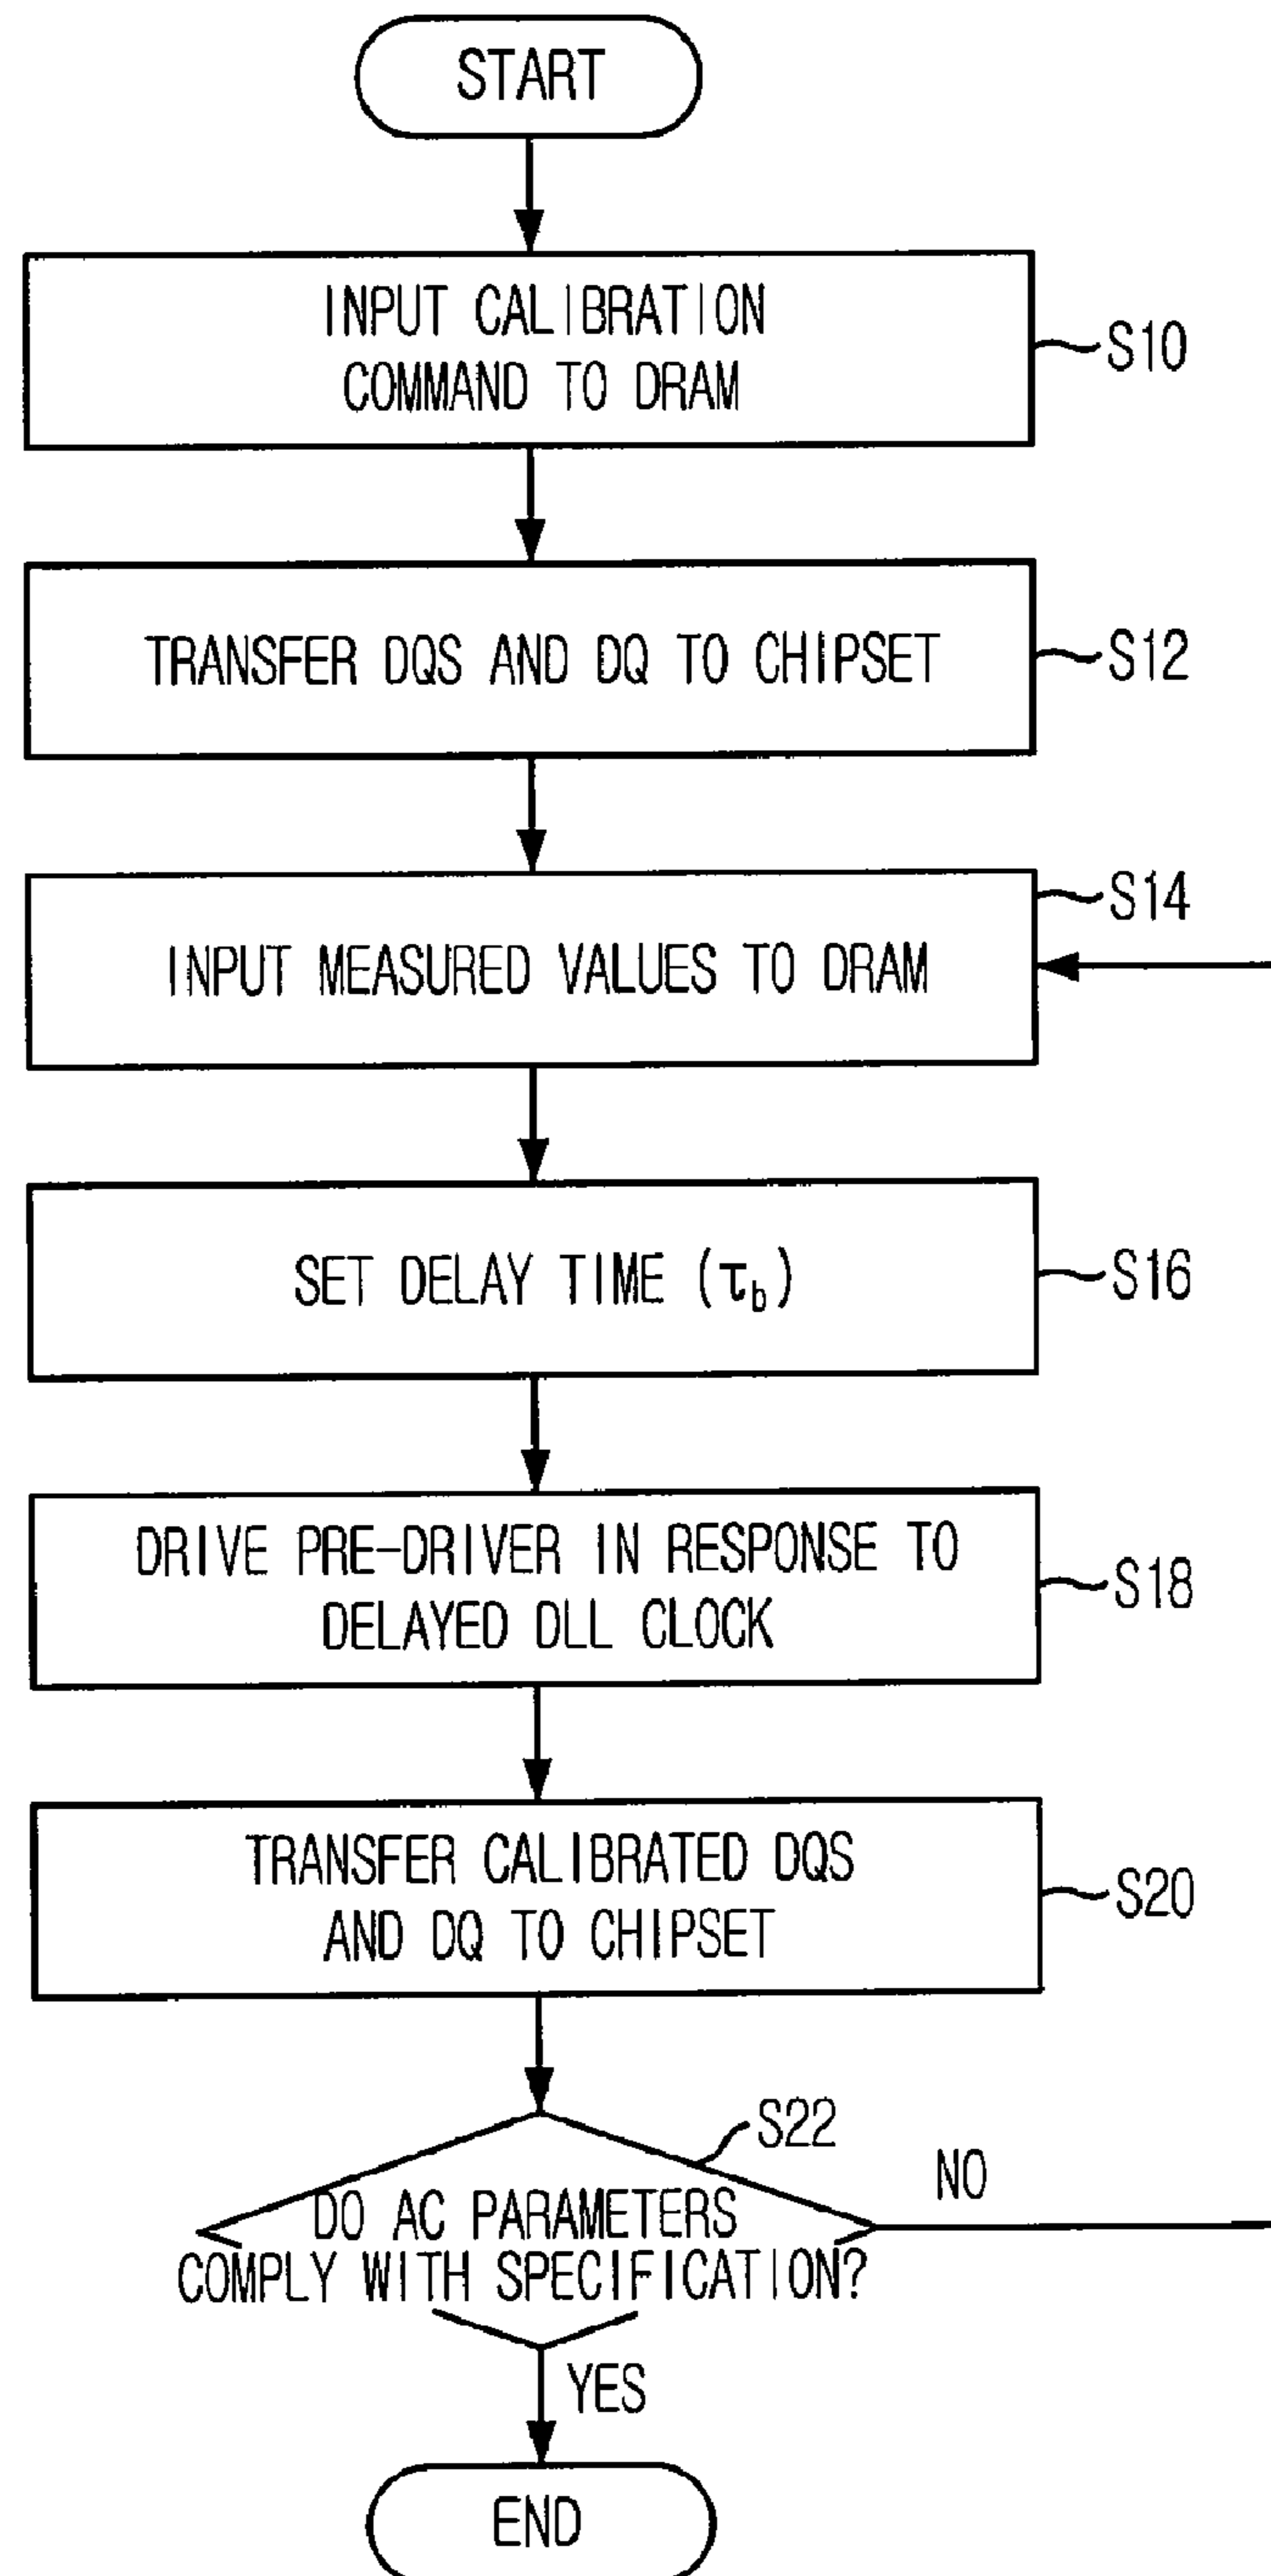 START
INPUT CALIBRATION
COMMAND TO DRAM
S10
TRANSFER DQS AND DQ TO CHIPSET
S12
S14
INPUT MEASURED VALUES TO DRAM
SET DELAY TIME (τb)
S16
DRIVE PRE-DRIVER IN RESPONSE TO
DELAYED DLL CLOCK
S18
TRANSFER CALIBRATED DQS
AND DQ TO CHIPSET
S20
S22
NO
DO AC PARAMETERS
COMPLY WITH SPECIFICATION?
YES
END